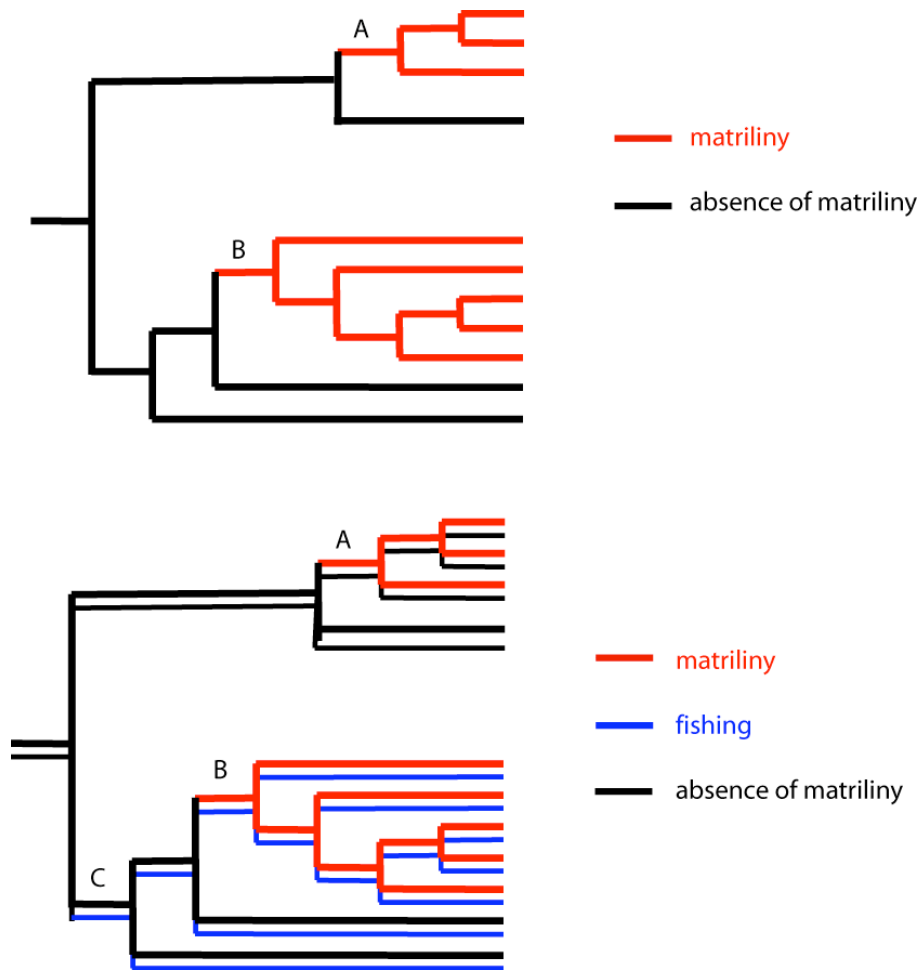 A
matriliny
absence of matriliny
B
A
matriliny
fishing
B
absence of matriliny
C